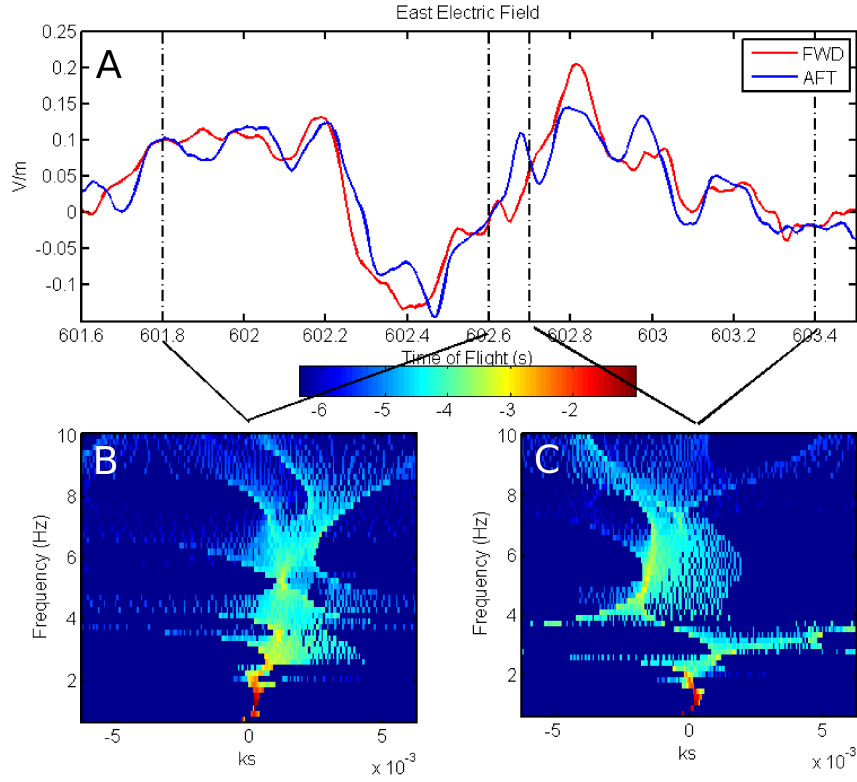 East Electric Field
A
FWD
AFT
V/m
0.25
0.2
0.15
0.1
0.05
0
-0.05
-0.1
601.6 601.8 602 602.2 602.4 602.6 602.8 603 603.2 603.4
Time of Flight (s)
-6 -5 -4 -3 -2
B
Frequency (Hz)
10
8
6
4
2
-5 0 5
ks
x 10⁻³
C
Frequency (Hz)
10
8
6
4
2
-5 0 5
ks
x 10⁻³